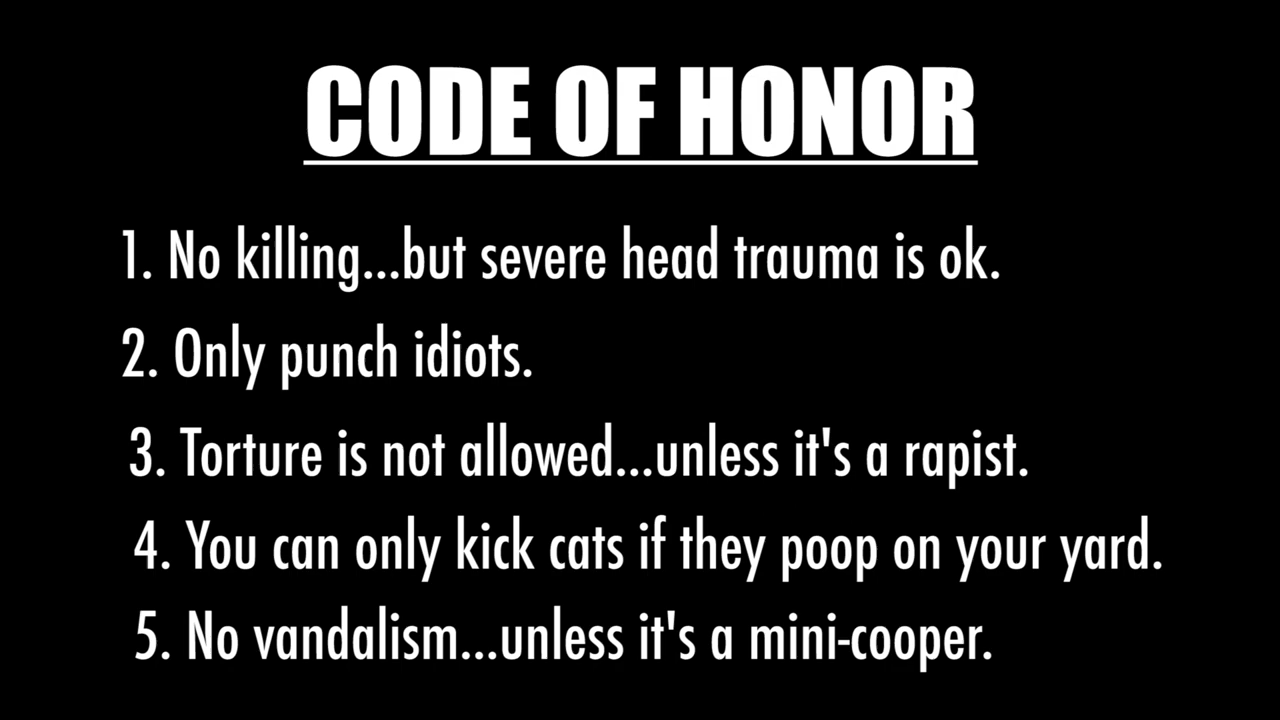 CODE OF HONOR
1. No killing...but severe head trauma is ok.
2. Only punch idiots.
3. Torture is not allowed...unless it's a rapist.
4. You can only kick cats if they poop on your yard.
5. No vandalism...unless it's a mini-cooper.